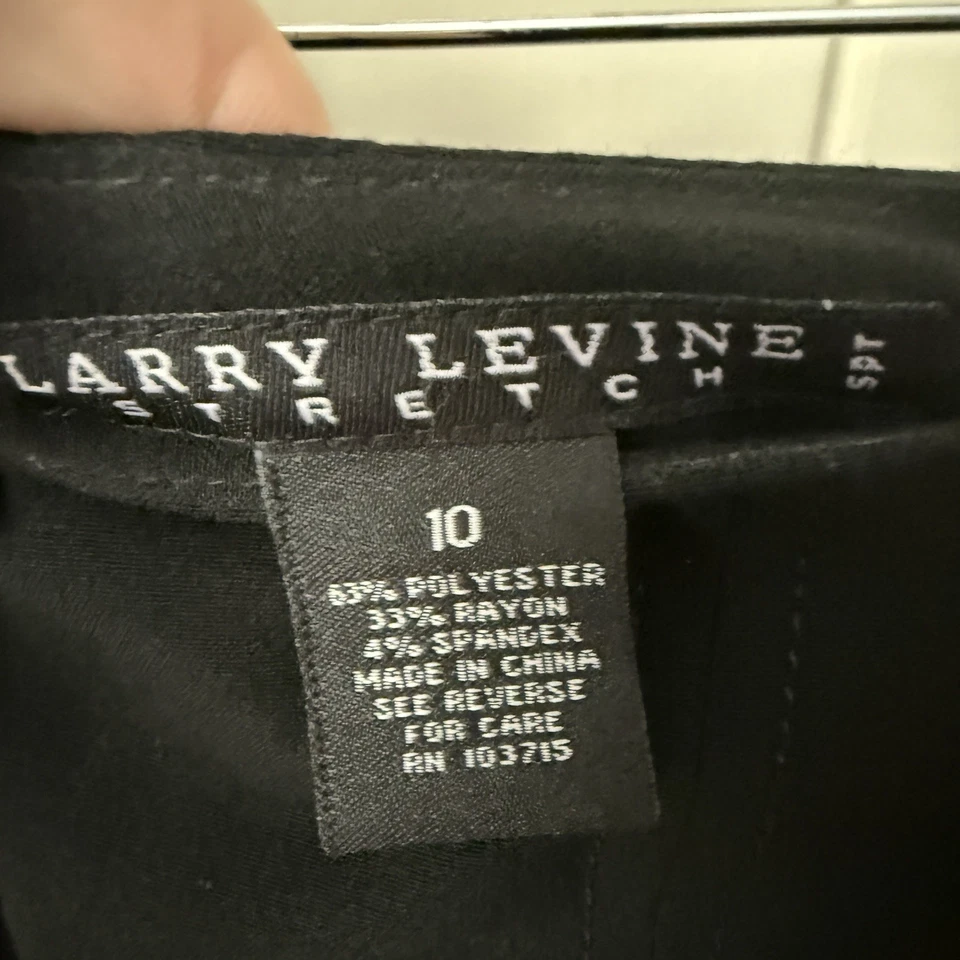 LARRY LEVINE
STRETCH
SPT
10
63% POLYESTER
33% RAYON
4% SPANDEX
MADE IN CHINA
SEE REVERSE
FOR CARE
RN 103715